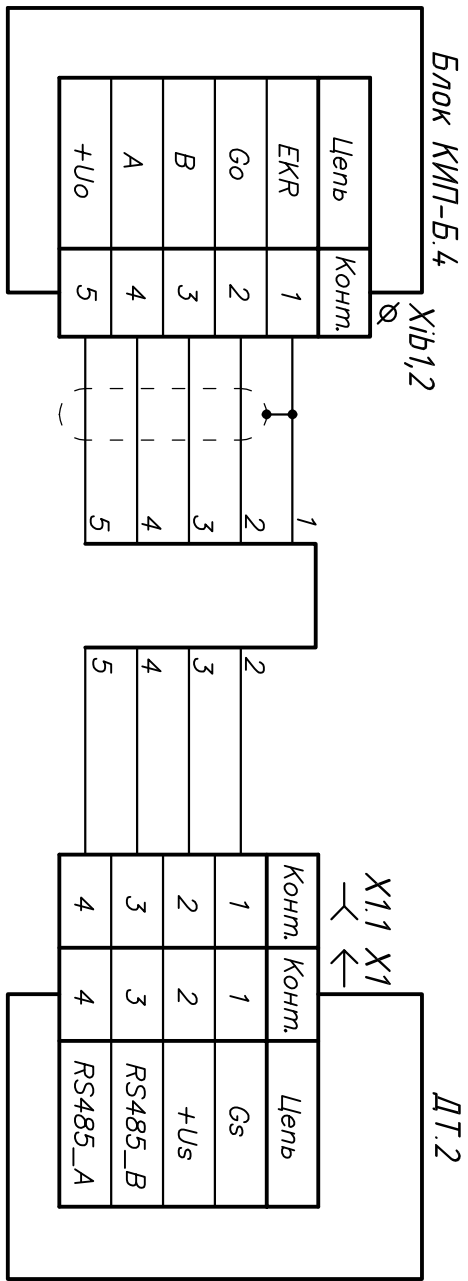 Блок КИП-Б.4
Xib1,2
Цепь Конт.
EKR 1
Go 2
B 3
A 4
+Uo 5
1
2
3
4
5
2
3
4
5
ДТ.2
X1.1 X1
Конт. Конт. Цепь
1 1 Gs
2 2 +Us
3 3 RS485_B
4 4 RS485_A